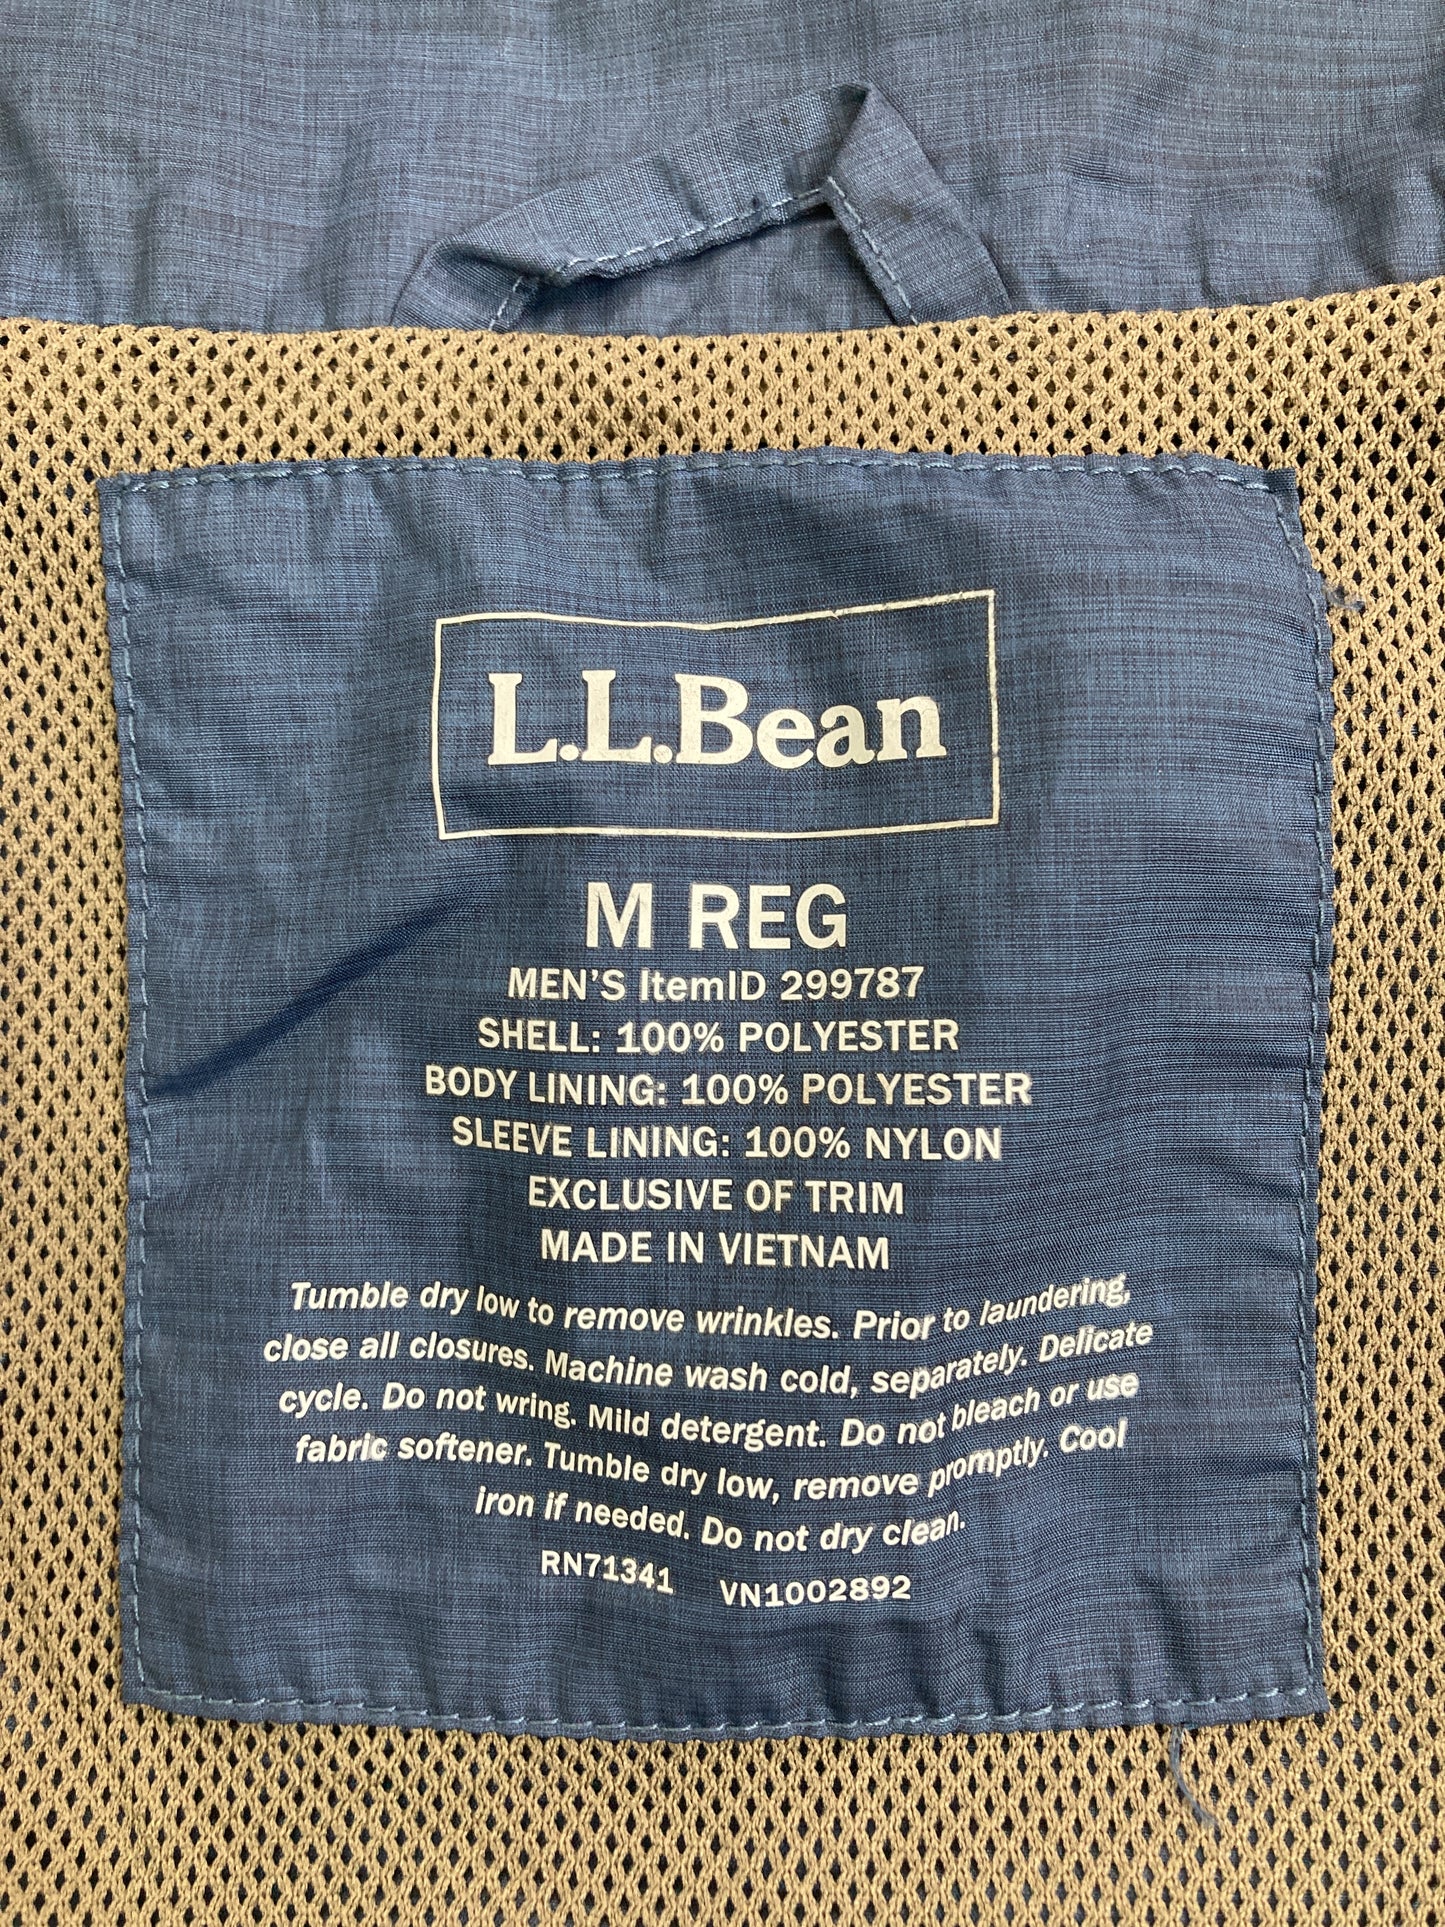 L.L.Bean
M REG
MEN'S ItemID 299787
SHELL: 100% POLYESTER
BODY LINING: 100% POLYESTER
SLEEVE LINING: 100% NYLON
EXCLUSIVE OF TRIM
MADE IN VIETNAM
Tumble dry low to remove wrinkles. Prior to laundering,
close all closures. Machine wash cold, separately. Delicate
cycle. Do not wring. Mild detergent. Do not bleach or use
fabric softener. Tumble dry low, remove promptly. Cool
iron if needed. Do not dry clean.
RN71341 VN1002892